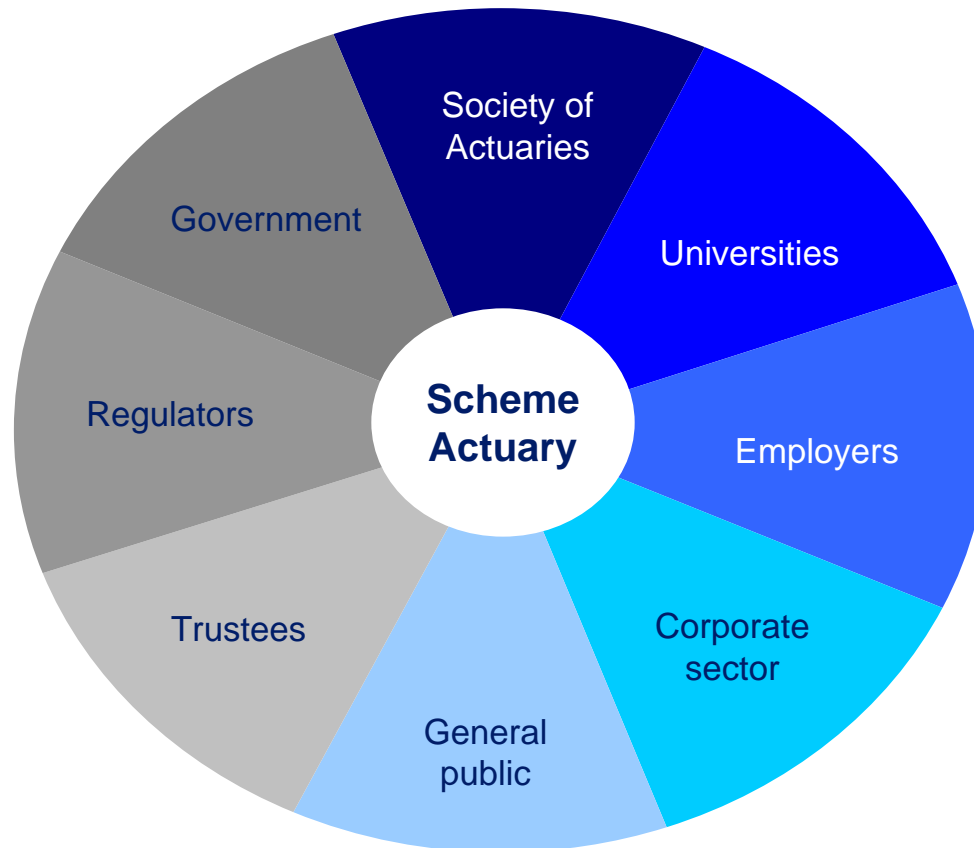 Society of
Actuaries
Universities
Employers
Corporate
sector
General
public
Trustees
Regulators
Government
Scheme
Actuary